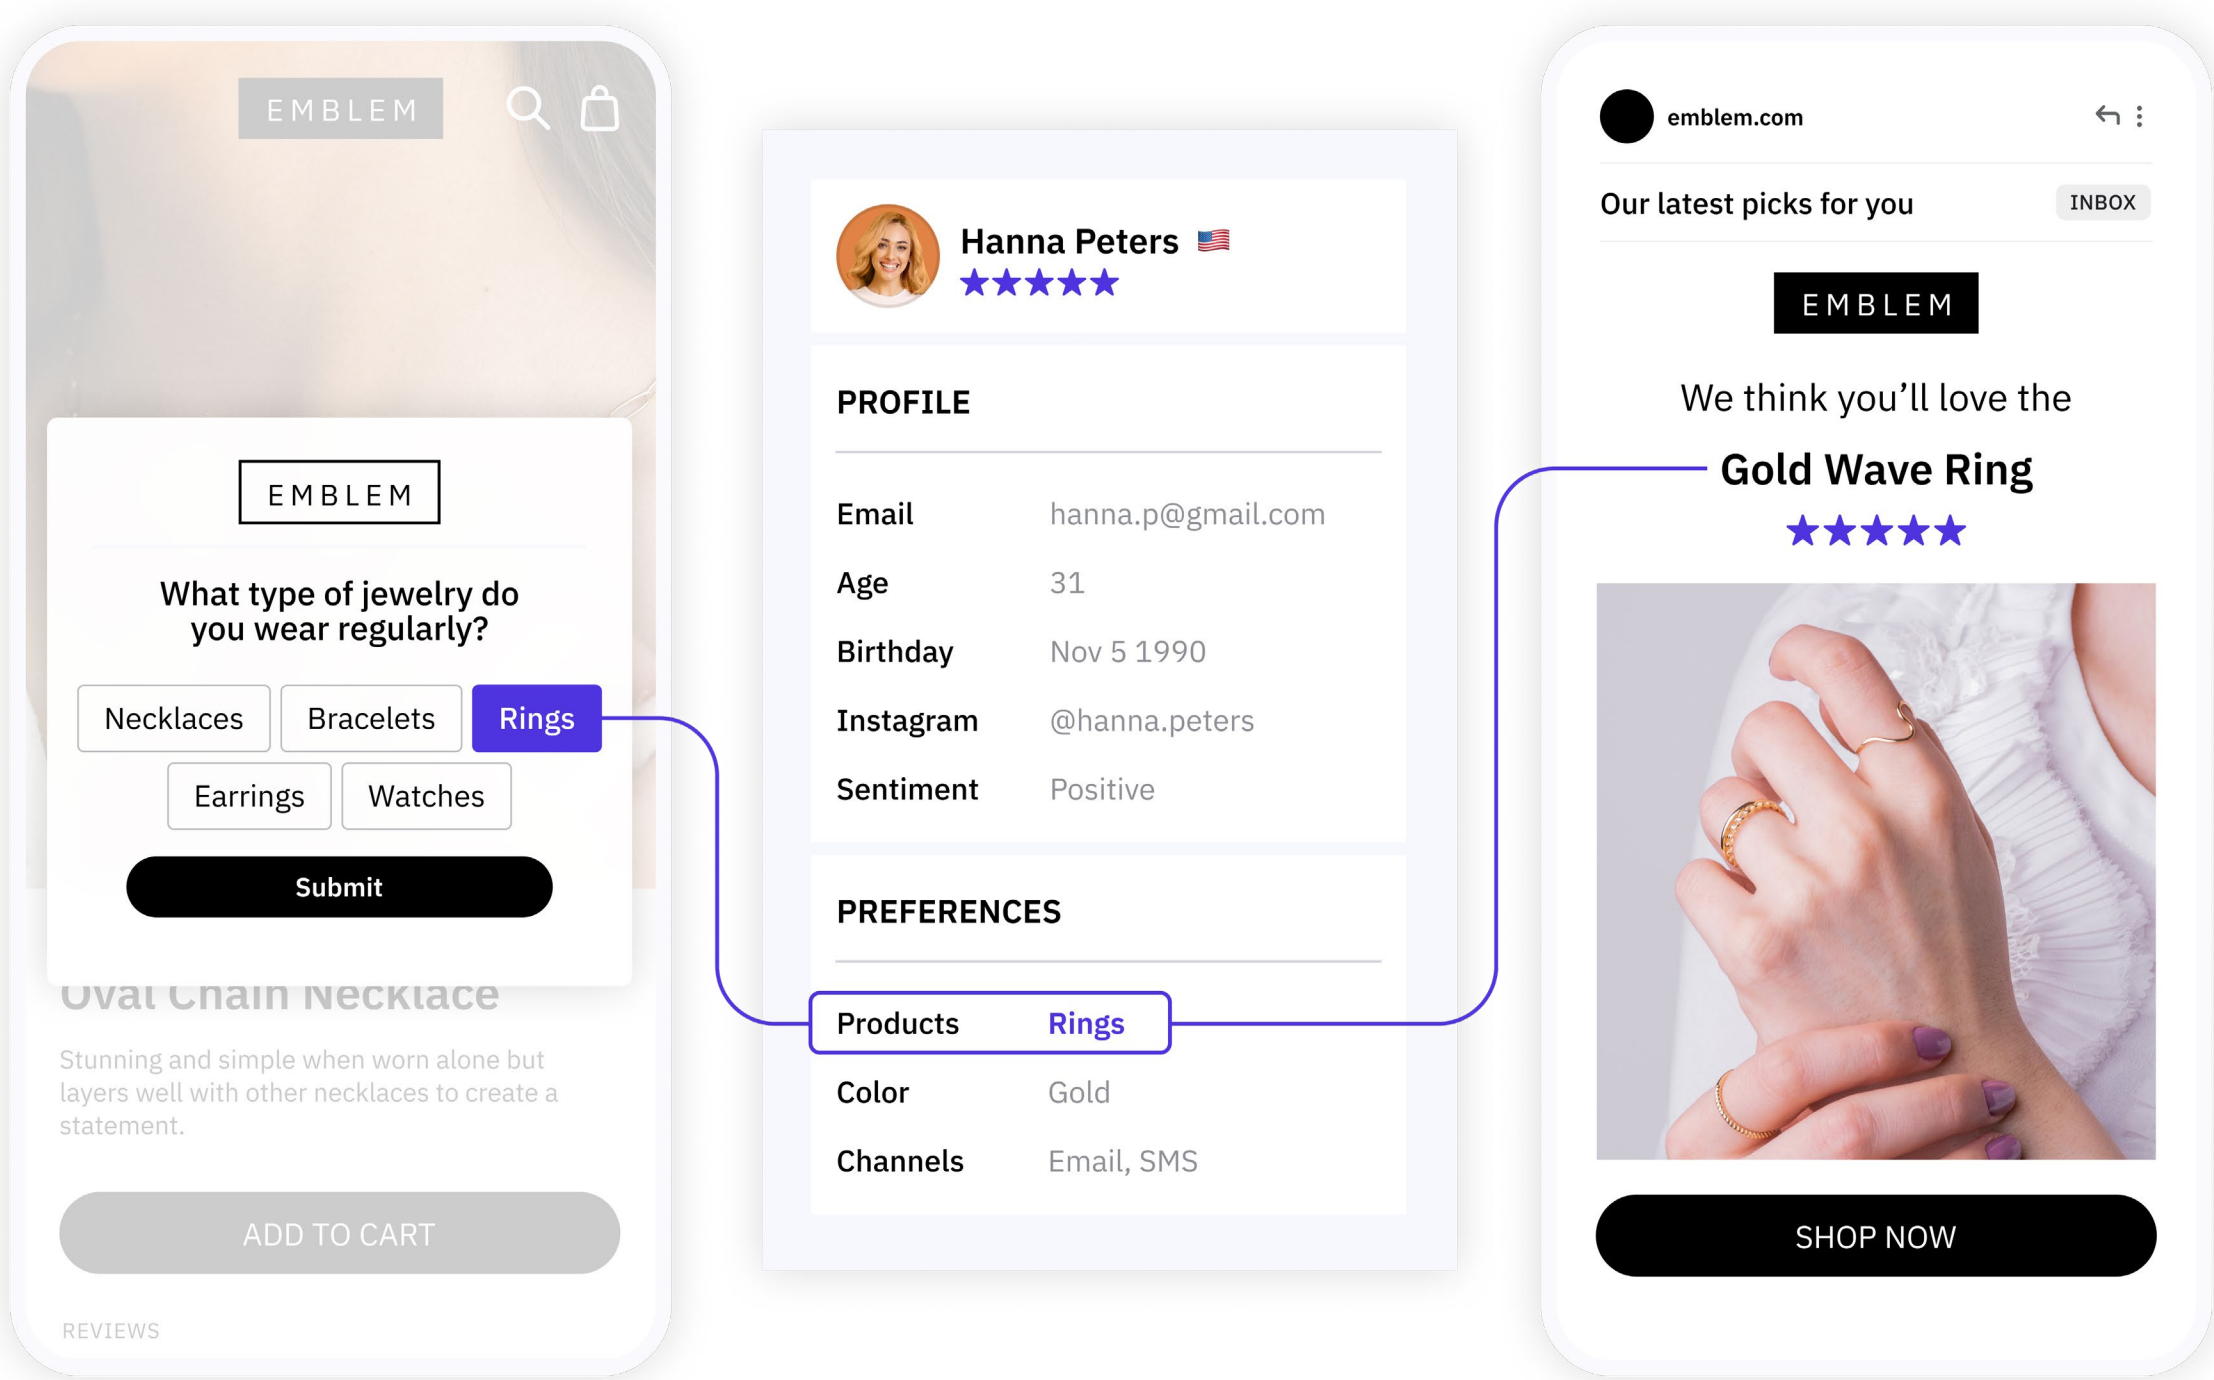 EMBLEM
EMBLEM
What type of jewelry do
you wear regularly?
Necklaces Bracelets Rings
Earrings Watches
Submit
Oval Chain Necklace
Stunning and simple when worn alone but
layers well with other necklaces to create a
statement.
ADD TO CART
REVIEWS
Hanna Peters
PROFILE
Email hanna.p@gmail.com
Age 31
Birthday Nov 5 1990
Instagram @hanna.peters
Sentiment Positive
PREFERENCES
Products Rings
Color Gold
Channels Email, SMS
emblem.com
Our latest picks for you INBOX
EMBLEM
We think you’ll love the
Gold Wave Ring
SHOP NOW